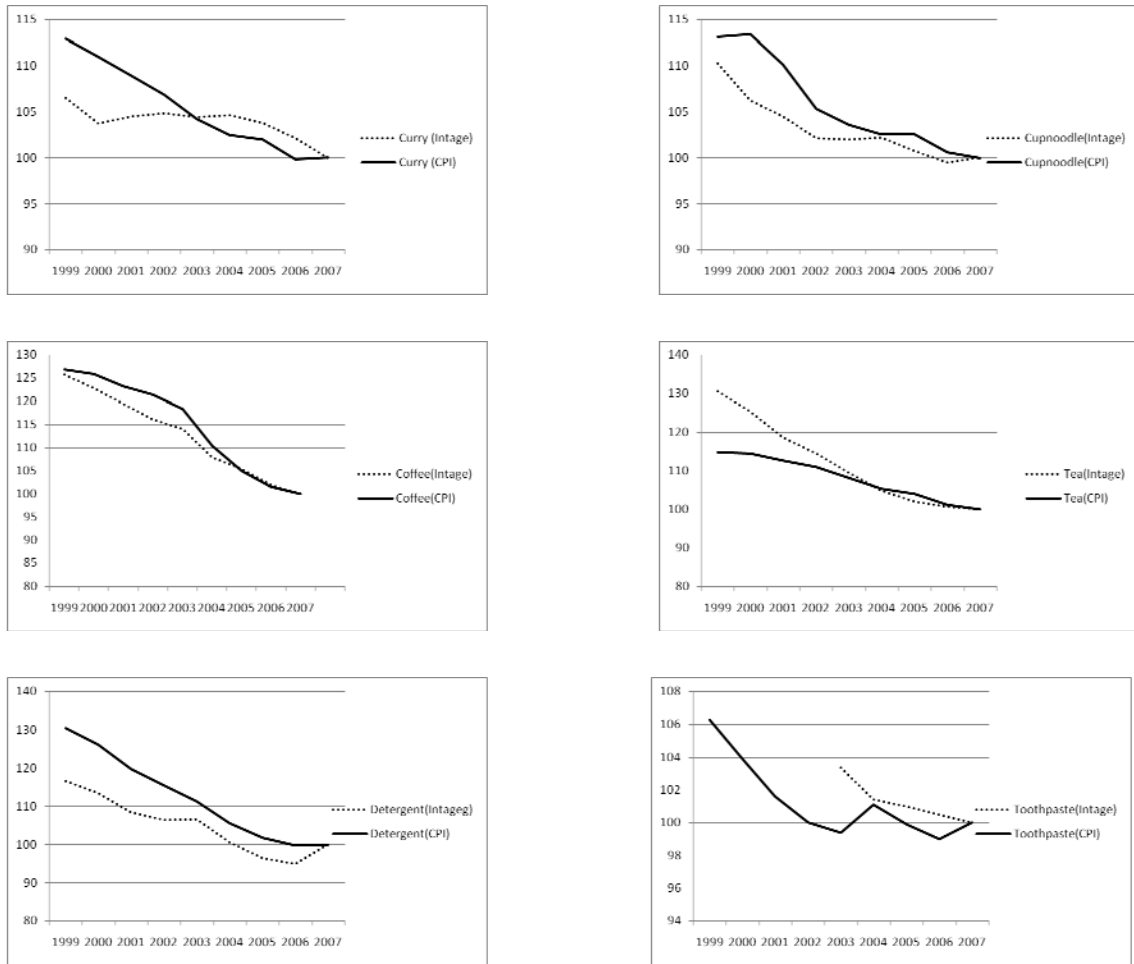 115
110
105
100
95
90
1999 2000 2001 2002 2003 2004 2005 2006 2007
Curry (Intage)
Curry (CPI)
115
110
105
100
95
90
1999 2000 2001 2002 2003 2004 2005 2006 2007
Cupnoodle(Intage)
Cupnoodle(CPI)
130
125
120
115
110
105
100
95
90
85
80
1999 2000 2001 2002 2003 2004 2005 2006 2007
Coffee(Intage)
Coffee(CPI)
140
130
120
110
100
90
80
1999 2000 2001 2002 2003 2004 2005 2006 2007
Tea(Intage)
Tea(CPI)
140
130
120
110
100
90
80
1999 2000 2001 2002 2003 2004 2005 2006 2007
Detergent(Intageg)
Detergent(CPI)
108
106
104
102
100
98
96
94
1999 2000 2001 2002 2003 2004 2005 2006 2007
Toothpaste(Intage)
Toothpaste(CPI)